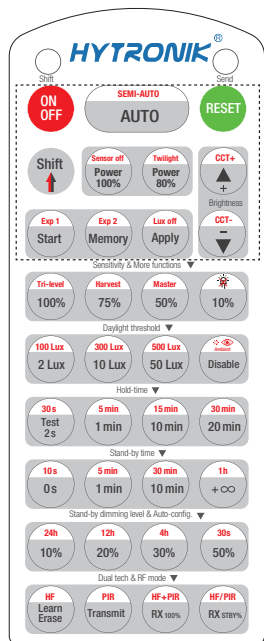 HYTRONIK®
Shift Send
ON
OFF
SEMI-AUTO
AUTO
RESET
Shift
Sensor off
Power
100%
Twilight
Power
80%
CCT+
+
Brightness
Exp 1
Start
Exp 2
Memory
Lux off
Apply
CCT-
−
Sensitivity & More functions ▼
Tri-level Harvest Master
100% 75% 50% 10%
Daylight threshold ▼
100 Lux 300 Lux 500 Lux Ambient
2 Lux 10 Lux 50 Lux Disable
Hold-time ▼
30s 5 min 15 min 30 min
Test
2s
1 min 10 min 20 min
Stand-by time ▼
10s 5 min 30 min 1h
0s 1 min 10 min +∞
Stand-by dimming level & Auto-config. ▼
24h 12h 4h 30s
10% 20% 30% 50%
Dual tech & RF mode ▼
HF PIR HF+PIR HF/PIR
Learn
Erase
Transmit RX 100% RX STBY%